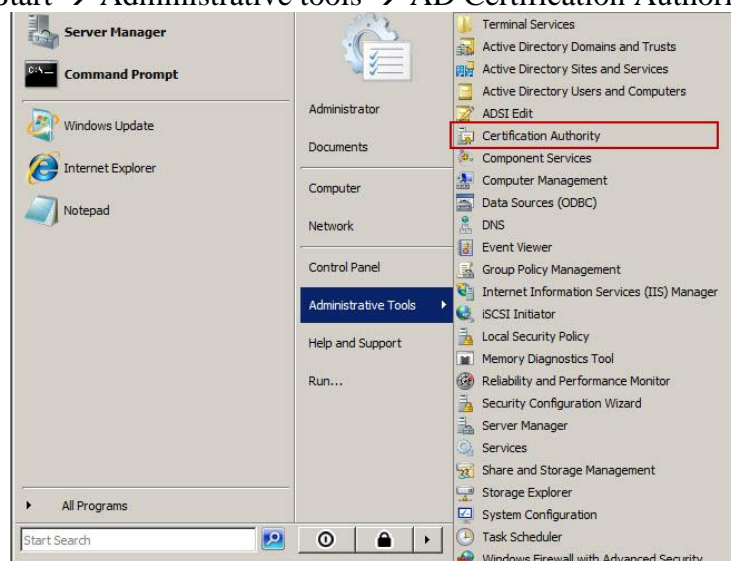 Start → Administrative tools → AD Certification Authori
Server Manager
Command Prompt
Windows Update
Internet Explorer
Notepad
All Programs
Start Search
Administrator
Documents
Computer
Network
Control Panel
Administrative Tools
Help and Support
Run...
Terminal Services
Active Directory Domains and Trusts
Active Directory Sites and Services
Active Directory Users and Computers
ADSI Edit
Certification Authority
Component Services
Computer Management
Data Sources (ODBC)
DNS
Event Viewer
Group Policy Management
Internet Information Services (IIS) Manager
iSCSI Initiator
Local Security Policy
Memory Diagnostics Tool
Reliability and Performance Monitor
Security Configuration Wizard
Server Manager
Services
Share and Storage Management
Storage Explorer
System Configuration
Task Scheduler
Windows Firewall with Advanced Security